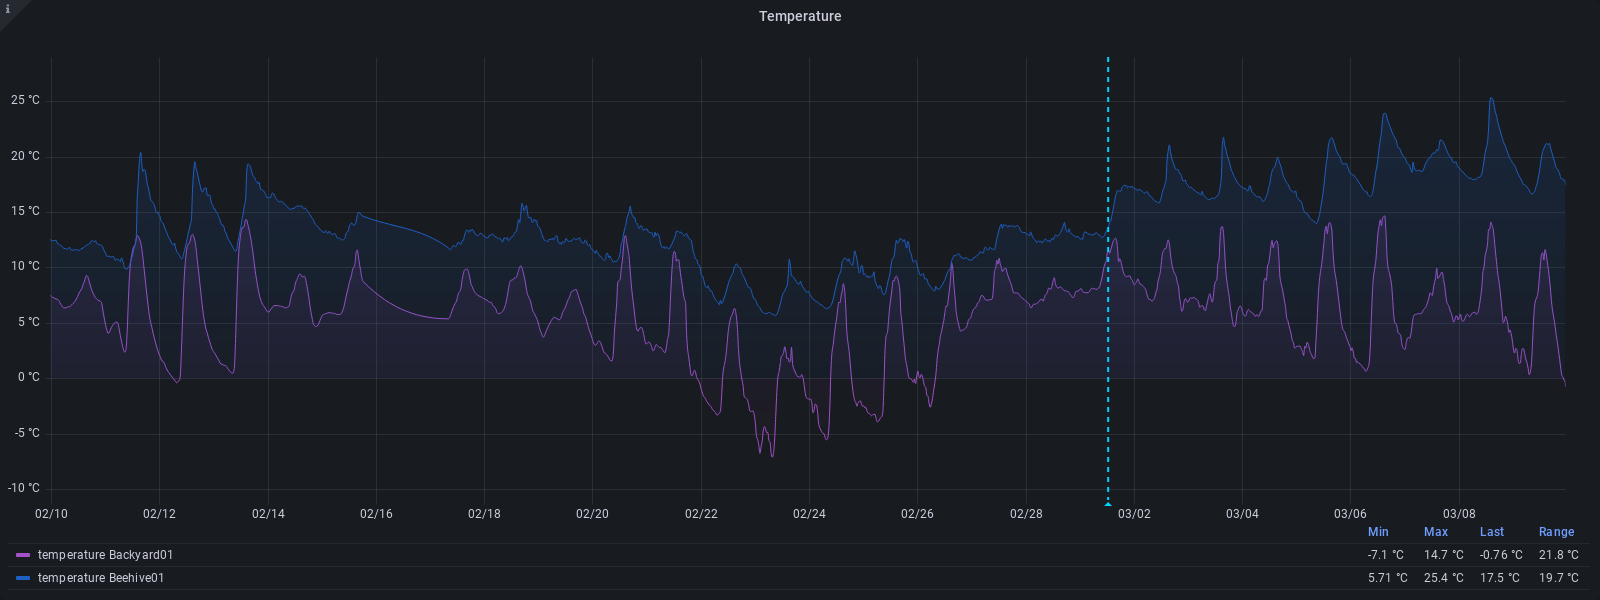 i
Temperature
25 °C
20 °C
15 °C
10 °C
5 °C
0 °C
-5 °C
-10 °C
02/10 02/12 02/14 02/16 02/18 02/20 02/22 02/24 02/26 02/28 03/02 03/04 03/06 03/08
Min Max Last Range
temperature Backyard01 -7.1 °C 14.7 °C -0.76 °C 21.8 °C
temperature Beehive01 5.71 °C 25.4 °C 17.5 °C 19.7 °C